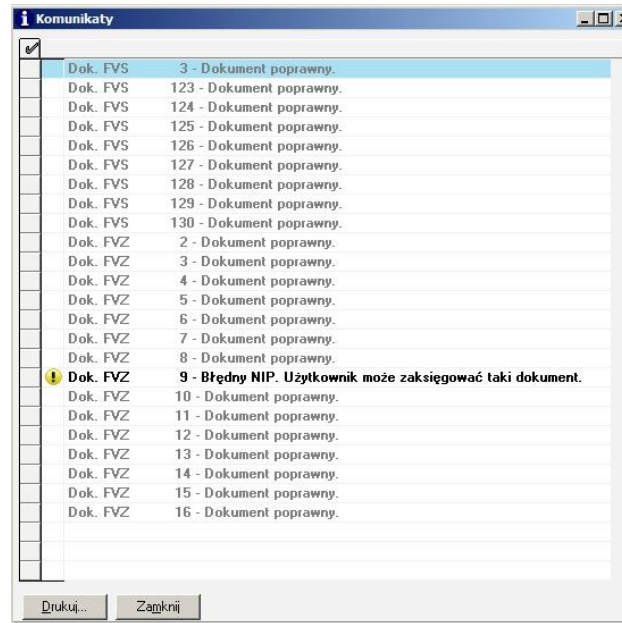 Komunikaty
Dok. FVS 3 - Dokument poprawny.
Dok. FVS 123 - Dokument poprawny.
Dok. FVS 124 - Dokument poprawny.
Dok. FVS 125 - Dokument poprawny.
Dok. FVS 126 - Dokument poprawny.
Dok. FVS 127 - Dokument poprawny.
Dok. FVS 128 - Dokument poprawny.
Dok. FVS 129 - Dokument poprawny.
Dok. FVS 130 - Dokument poprawny.
Dok. FVZ 2 - Dokument poprawny.
Dok. FVZ 3 - Dokument poprawny.
Dok. FVZ 4 - Dokument poprawny.
Dok. FVZ 5 - Dokument poprawny.
Dok. FVZ 6 - Dokument poprawny.
Dok. FVZ 7 - Dokument poprawny.
Dok. FVZ 8 - Dokument poprawny.
Dok. FVZ 9 - Błędny NIP. Użytkownik może zaksięgować taki dokument.
Dok. FVZ 10 - Dokument poprawny.
Dok. FVZ 11 - Dokument poprawny.
Dok. FVZ 12 - Dokument poprawny.
Dok. FVZ 13 - Dokument poprawny.
Dok. FVZ 14 - Dokument poprawny.
Dok. FVZ 15 - Dokument poprawny.
Dok. FVZ 16 - Dokument poprawny.
Drukuj... Zamknij